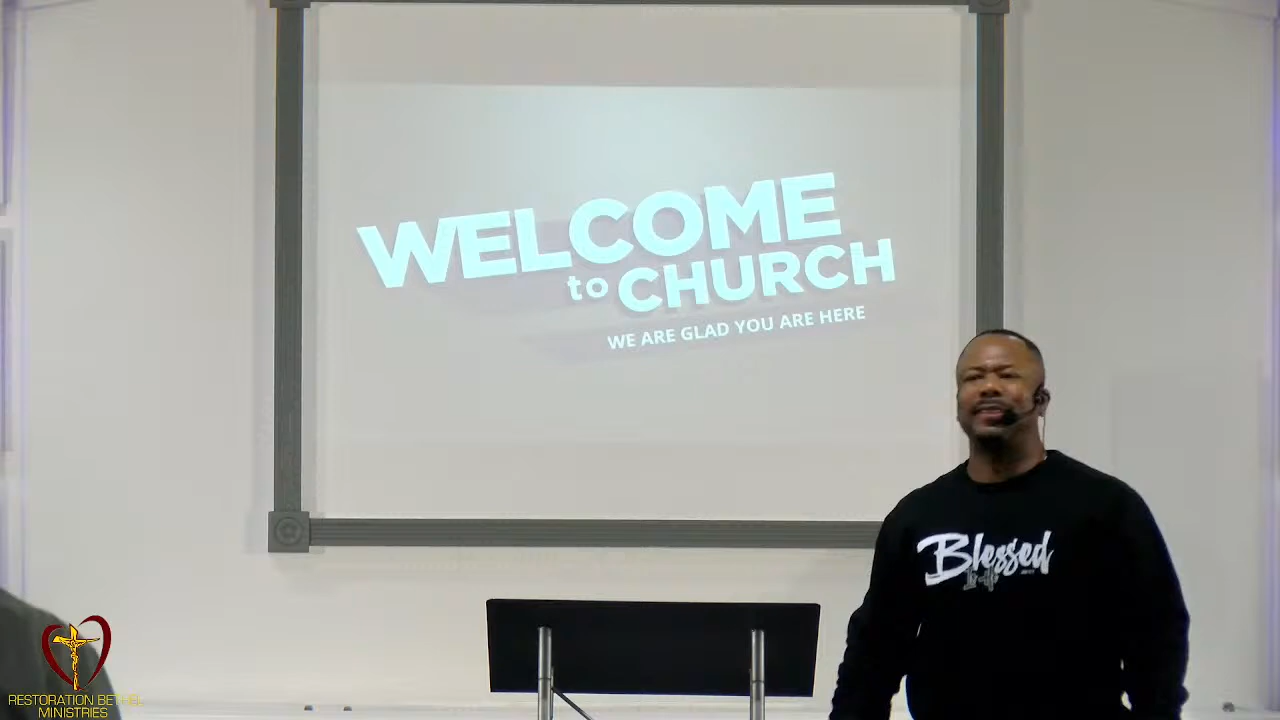 WELCOME
to CHURCH
WE ARE GLAD YOU ARE HERE
Blessed
RESTORATION BETHEL
MINISTRIES